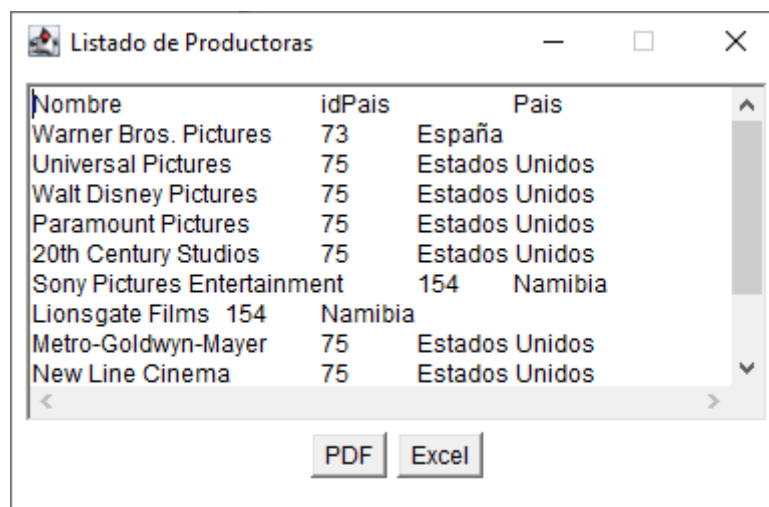 Listado de Productoras
Nombre idPais Pais
Warner Bros. Pictures 73 España
Universal Pictures 75 Estados Unidos
Walt Disney Pictures 75 Estados Unidos
Paramount Pictures 75 Estados Unidos
20th Century Studios 75 Estados Unidos
Sony Pictures Entertainment 154 Namibia
Lionsgate Films 154 Namibia
Metro-Goldwyn-Mayer 75 Estados Unidos
New Line Cinema 75 Estados Unidos
PDF Excel